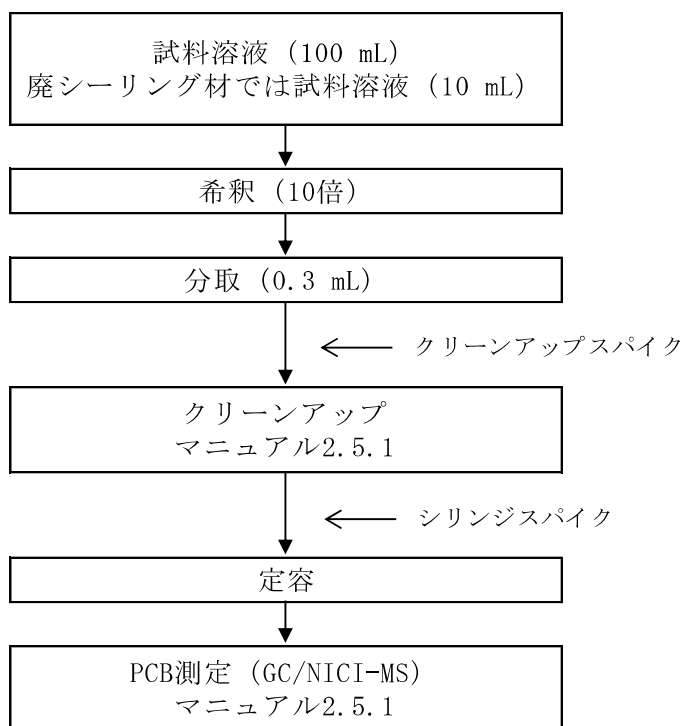 試料溶液 (100 mL)
廃シーリング材では試料溶液 (10 mL)
希釈 (10倍)
分取 (0.3 mL)
クリーンアップスパイク
クリーンアップ
マニュアル2.5.1
シリンジスパイク
定容
PCB測定 (GC/NICI-MS)
マニュアル2.5.1